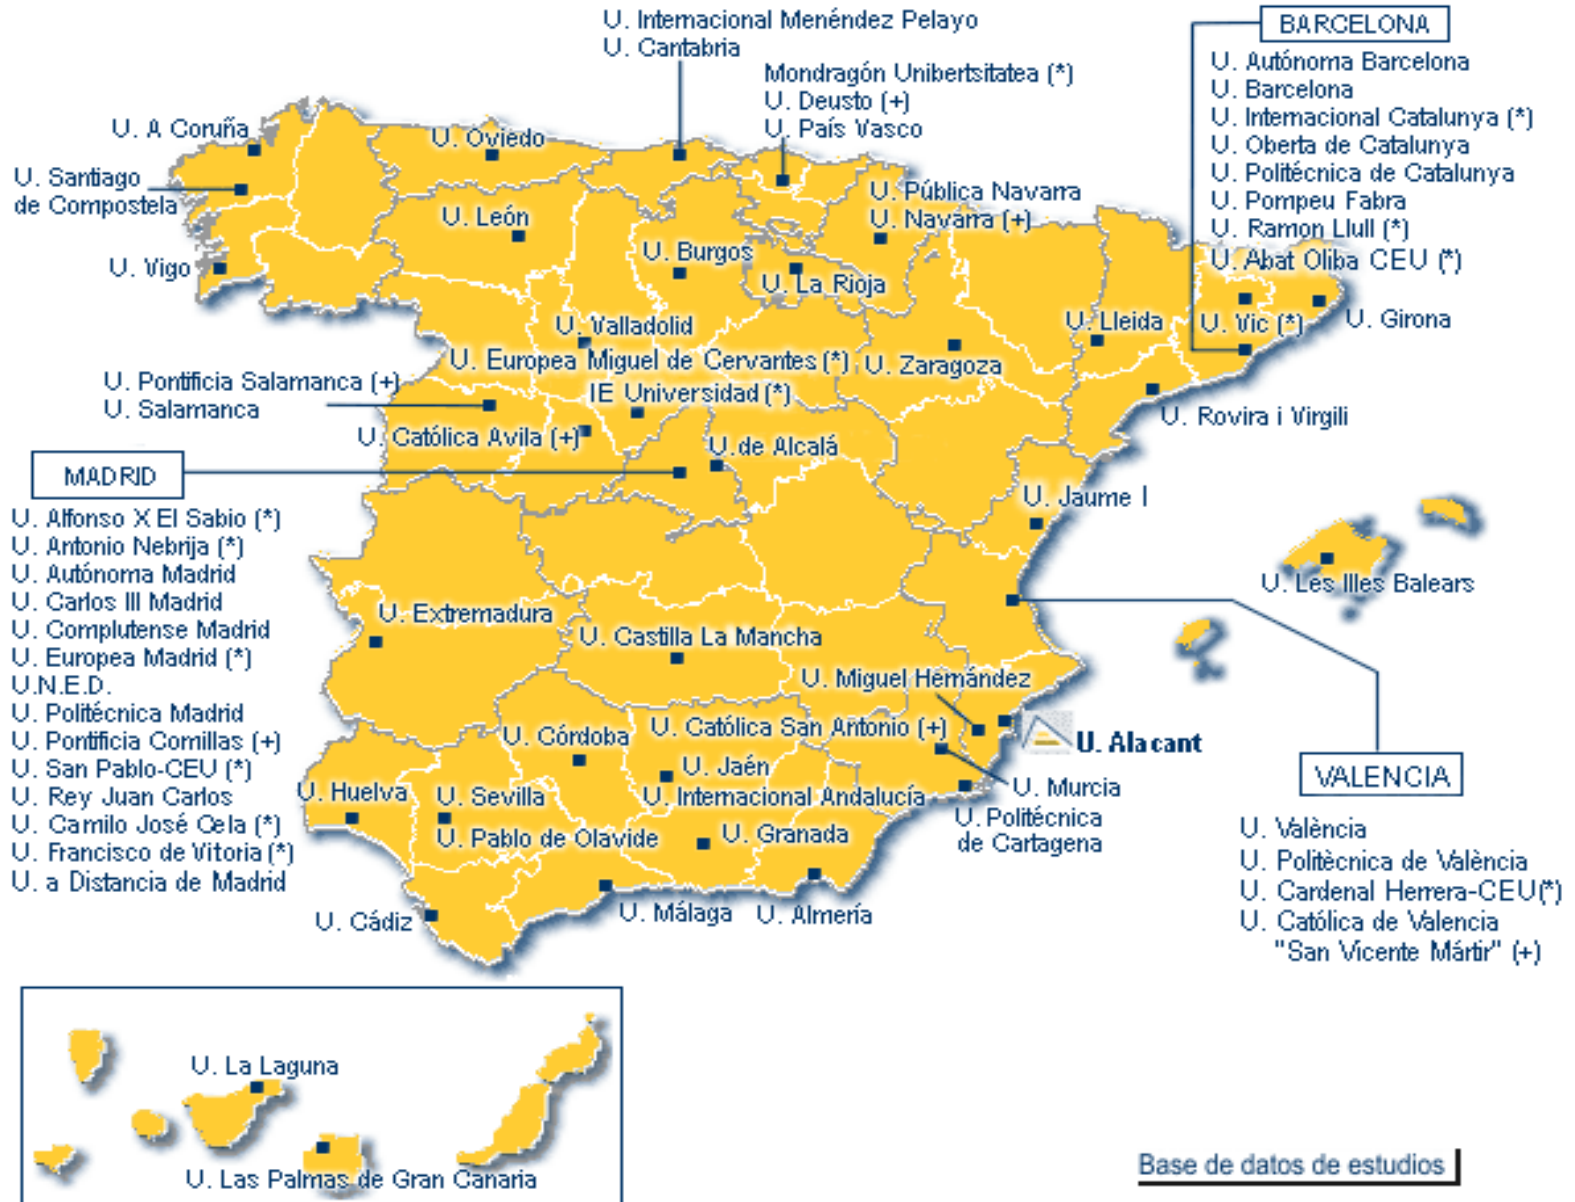 U. Internacional Menéndez Pelayo
U. Cantabria
Mondragón Unibertsitatea (*)
U. Deusto (+)
U. País Vasco
BARCELONA
U. Autónoma Barcelona
U. Barcelona
U. Internacional Catalunya (*)
U. Oberta de Catalunya
U. Politécnica de Catalunya
U. Pompeu Fabra
U. Ramon Llull (*)
U. Abat Oliba CEU (*)
U. A Coruña
U. Oviedo
U. Santiago
de Compostela
U. León
U. Pública Navarra
U. Navarra (+)
U. Vigo
U. Burgos
U. La Rioja
U. Valladolid
U. Europea Miguel de Cervantes (*)
U. Zaragoza
U. Lleida
U. Vic (*)
U. Girona
U. Pontificia Salamanca (+)
U. Salamanca
IE Universidad (*)
U. Católica Avila (+)
U.de Alcalá
U. Rovira i Virgili
U. Jaume I
U. Les Illes Balears
MADRID
U. Alfonso X El Sabio (*)
U. Antonio Nebrija (*)
U. Autónoma Madrid
U. Carlos III Madrid
U. Complutense Madrid
U. Europea Madrid (*)
U.N.E.D.
U. Politécnica Madrid
U. Pontificia Comillas (+)
U. San Pablo-CEU (*)
U. Rey Juan Carlos
U. Camilo José Cela (*)
U. Francisco de Vitoria (*)
U. a Distancia de Madrid
U. Extremadura
U. Castilla La Mancha
U. Miguel Hernández
U. Católica San Antonio (+)
U. Alacant
U. Córdoba
U. Jaén
U. Internacional Andalucía
U. Murcia
U. Politécnica
de Cartagena
U. Huelva
U. Sevilla
U. Pablo de Olavide
U. Granada
U. Cádiz
U. Málaga
U. Almería
VALENCIA
U. València
U. Politècnica de València
U. Cardenal Herrera-CEU(*)
U. Católica de Valencia
"San Vicente Mártir" (+)
U. La Laguna
U. Las Palmas de Gran Canaria
Base de datos de estudios